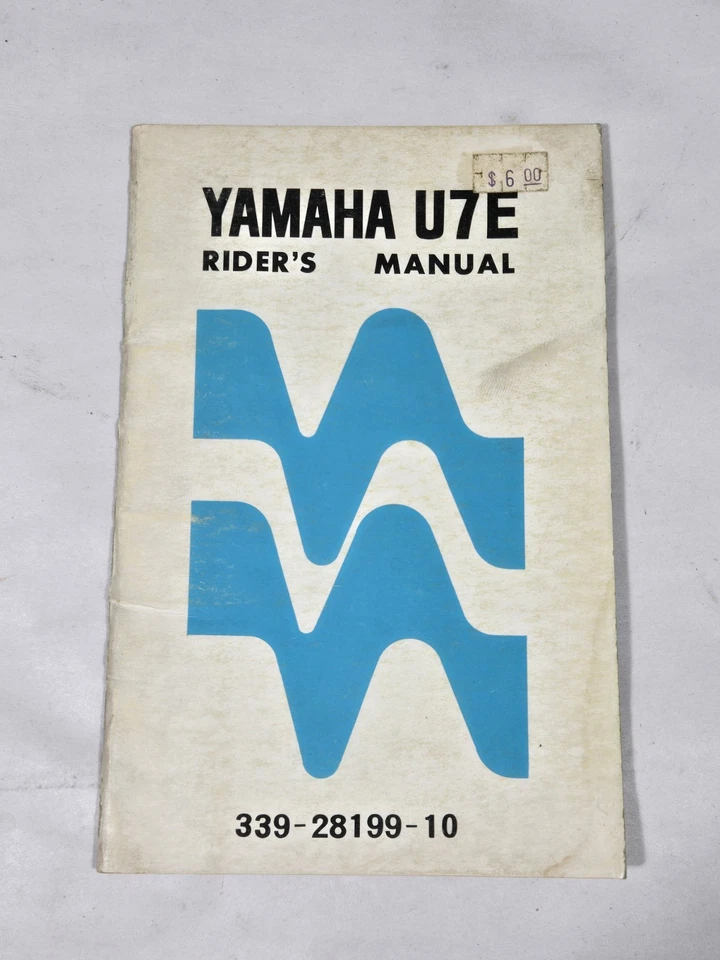 $ 6 00
YAMAHA U7E
RIDER'S MANUAL
339-28199-10